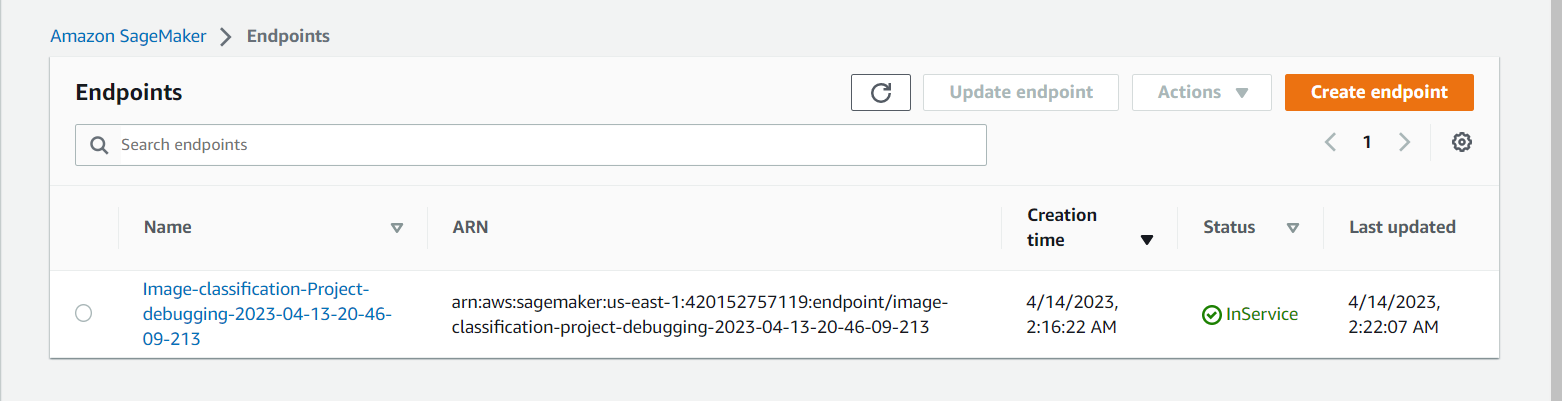 Amazon SageMaker > Endpoints
Endpoints
Update endpoint
Actions
Create endpoint
Search endpoints
1
Name
ARN
Creation
time
Status
Last updated
Image-classification-Project-
debugging-2023-04-13-20-46-
09-213
arn:aws:sagemaker:us-east-1:420152757119:endpoint/image-
classification-project-debugging-2023-04-13-20-46-09-213
4/14/2023,
2:16:22 AM
InService
4/14/2023,
2:22:07 AM